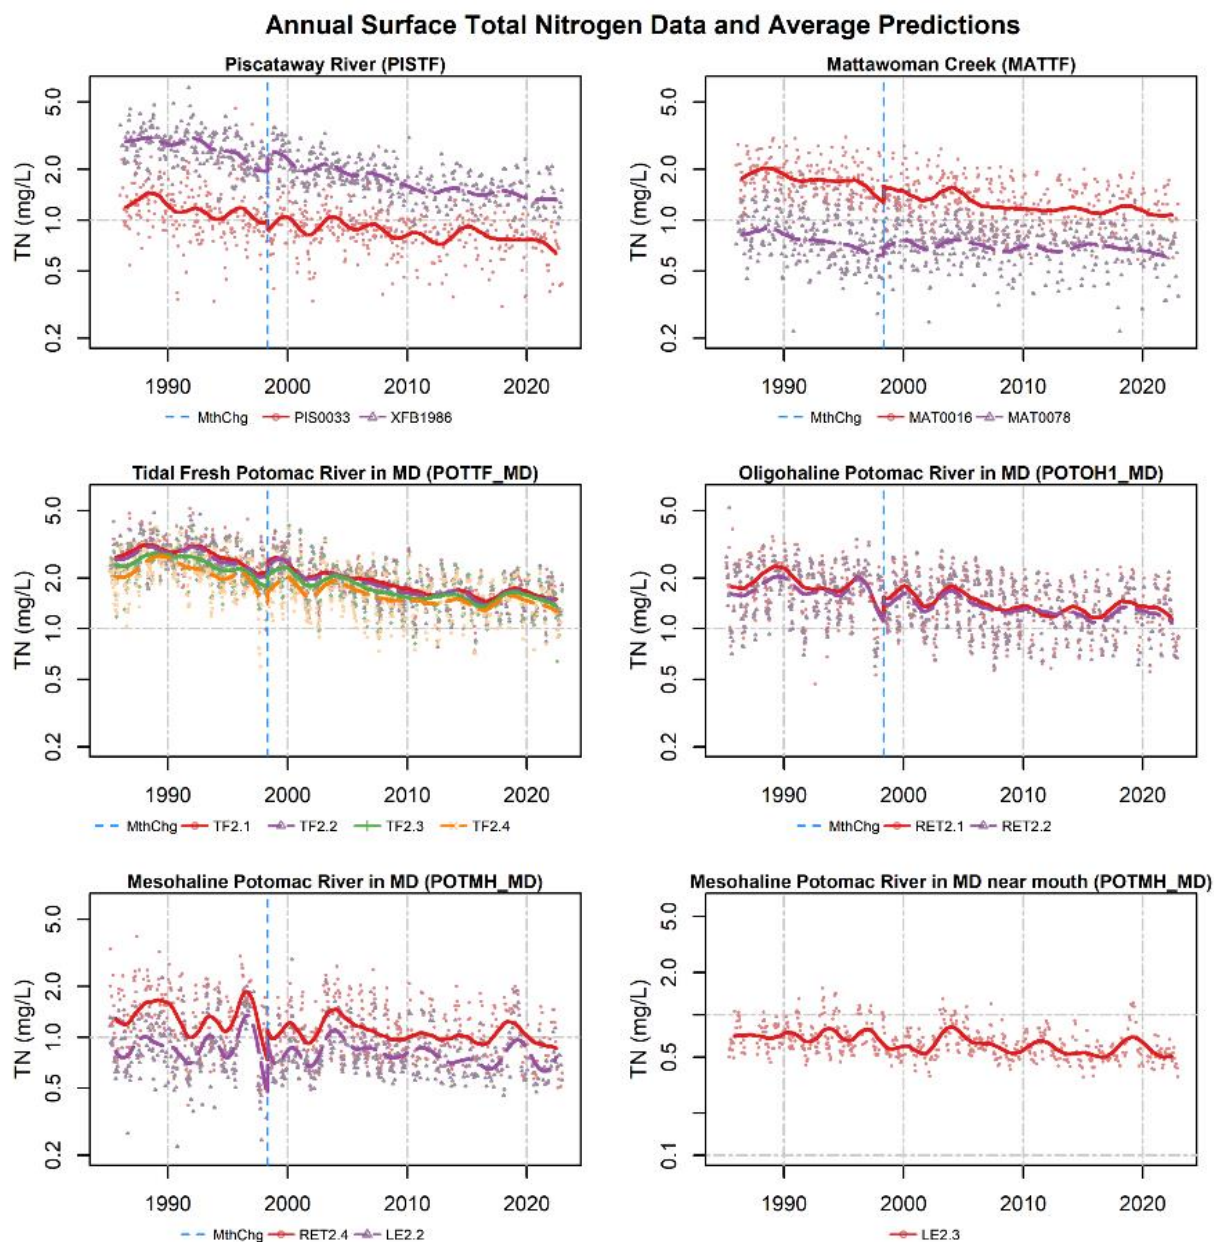 Annual Surface Total Nitrogen Data and Average Predictions
Piscataway River (PISTF)
TN (mg/L)
5.0
2.0
1.0
0.5
0.2
1990 2000 2010 2020
MthChg PIS0033 XFB1986
Mattawoman Creek (MATTF)
TN (mg/L)
5.0
2.0
1.0
0.5
0.2
1990 2000 2010 2020
MthChg MAT0016 MAT0078
Tidal Fresh Potomac River in MD (POTTF_MD)
TN (mg/L)
5.0
2.0
1.0
0.5
0.2
1990 2000 2010 2020
MthChg TF2.1 TF2.2 TF2.3 TF2.4
Oligohaline Potomac River in MD (POTOH1_MD)
TN (mg/L)
5.0
2.0
1.0
0.5
0.2
1990 2000 2010 2020
MthChg RET2.1 RET2.2
Mesohaline Potomac River in MD (POTMH_MD)
TN (mg/L)
5.0
2.0
1.0
0.5
0.2
1990 2000 2010 2020
MthChg RET2.4 LE2.2
Mesohaline Potomac River in MD near mouth (POTMH_MD)
TN (mg/L)
5.0
2.0
0.5
0.1
1990 2000 2010 2020
LE2.3